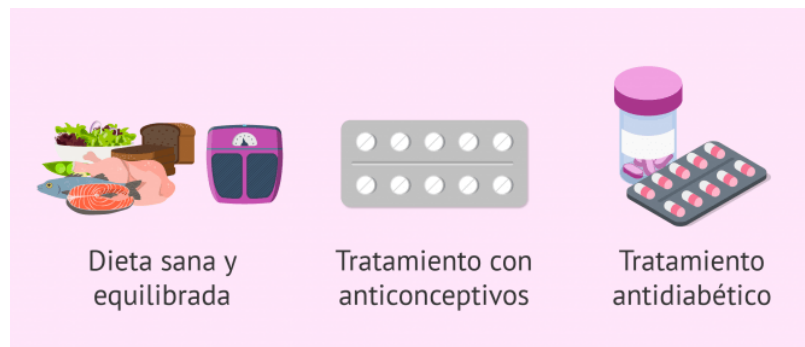 Dieta sana y
equilibrada
Tratamiento con
anticonceptivos
Tratamiento
antidiabético